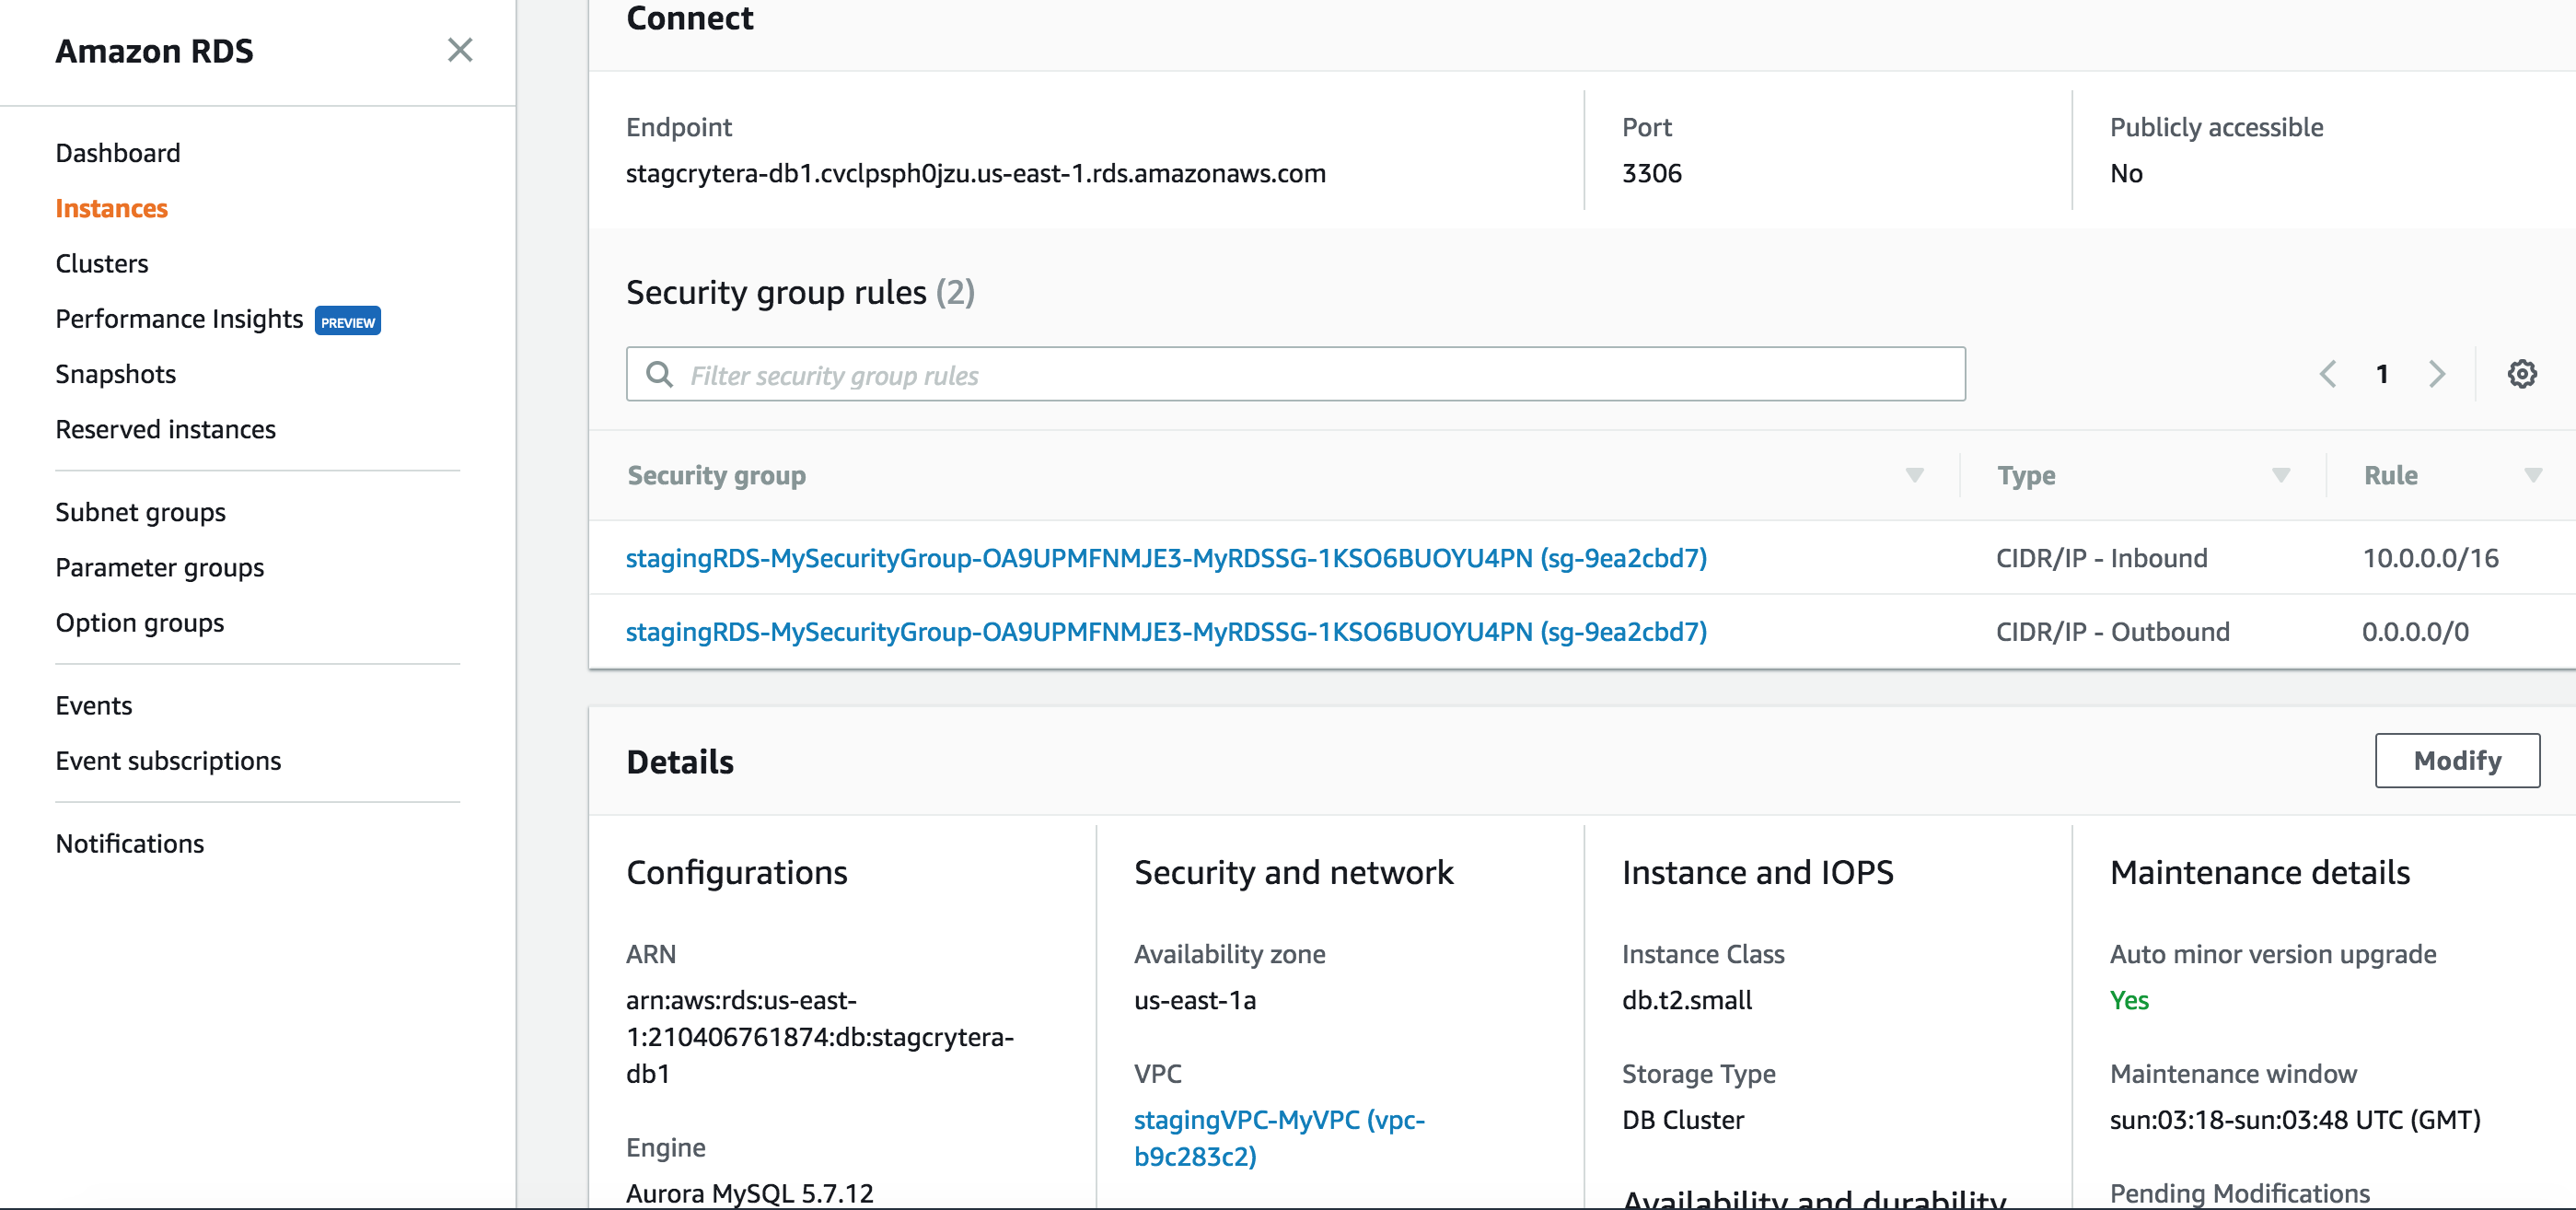 Amazon RDS
Dashboard
Instances
Clusters
Performance Insights PREVIEW
Snapshots
Reserved instances
Subnet groups
Parameter groups
Option groups
Events
Event subscriptions
Notifications
Connect
Endpoint
stagcrytera-db1.cvclpsph0jzu.us-east-1.rds.amazonaws.com
Port
3306
Publicly accessible
No
Security group rules (2)
Filter security group rules
1
Security group Type Rule
stagingRDS-MySecurityGroup-OA9UPMFNMJE3-MyRDSSG-1KSO6BUOYU4PN (sg-9ea2cbd7) CIDR/IP - Inbound 10.0.0.0/16
stagingRDS-MySecurityGroup-OA9UPMFNMJE3-MyRDSSG-1KSO6BUOYU4PN (sg-9ea2cbd7) CIDR/IP - Outbound 0.0.0.0/0
Details
Modify
Configurations
ARN
arn:aws:rds:us-east-
1:210406761874:db:stagcrytera-
db1
Engine
Aurora MySQL 5.7.12
Security and network
Availability zone
us-east-1a
VPC
stagingVPC-MyVPC (vpc-
b9c283c2)
Instance and IOPS
Instance Class
db.t2.small
Storage Type
DB Cluster
Availability and durability
Maintenance details
Auto minor version upgrade
Yes
Maintenance window
sun:03:18-sun:03:48 UTC (GMT)
Pending Modifications